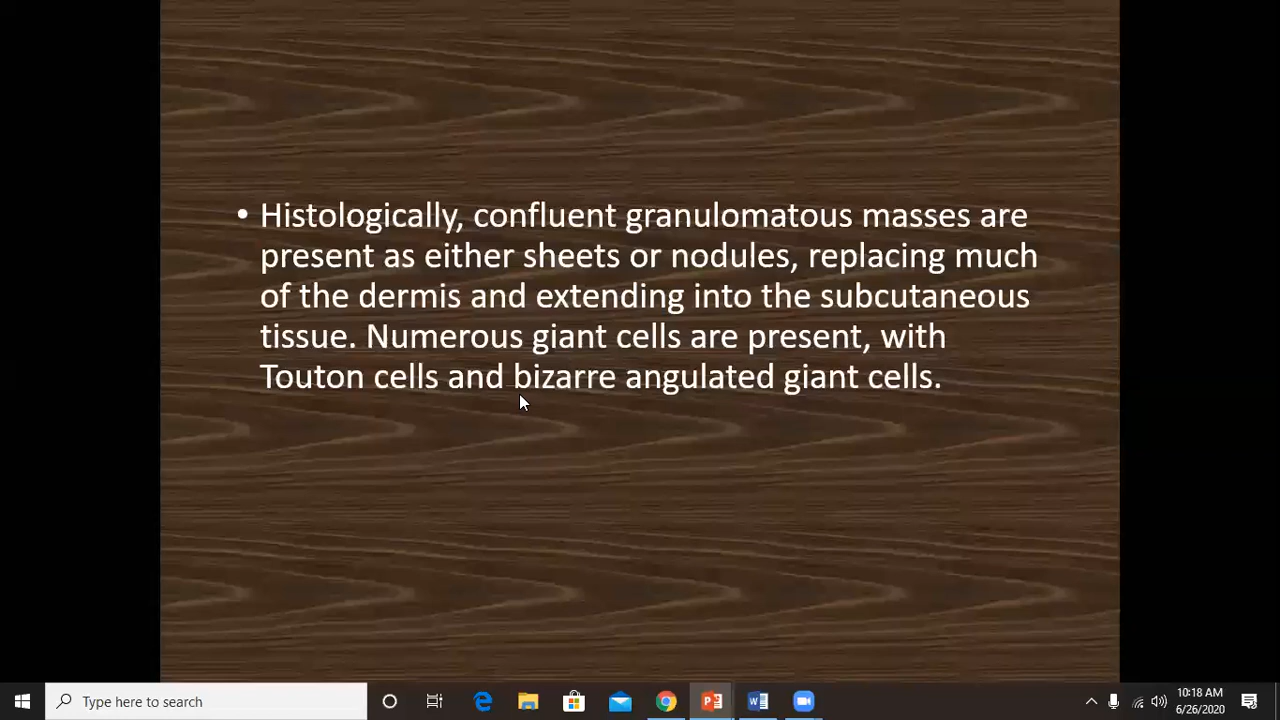 • Histologically, confluent granulomatous masses are
present as either sheets or nodules, replacing much
of the dermis and extending into the subcutaneous
tissue. Numerous giant cells are present, with
Touton cells and bizarre angulated giant cells.
Type here to search
10:18 AM
6/26/2020